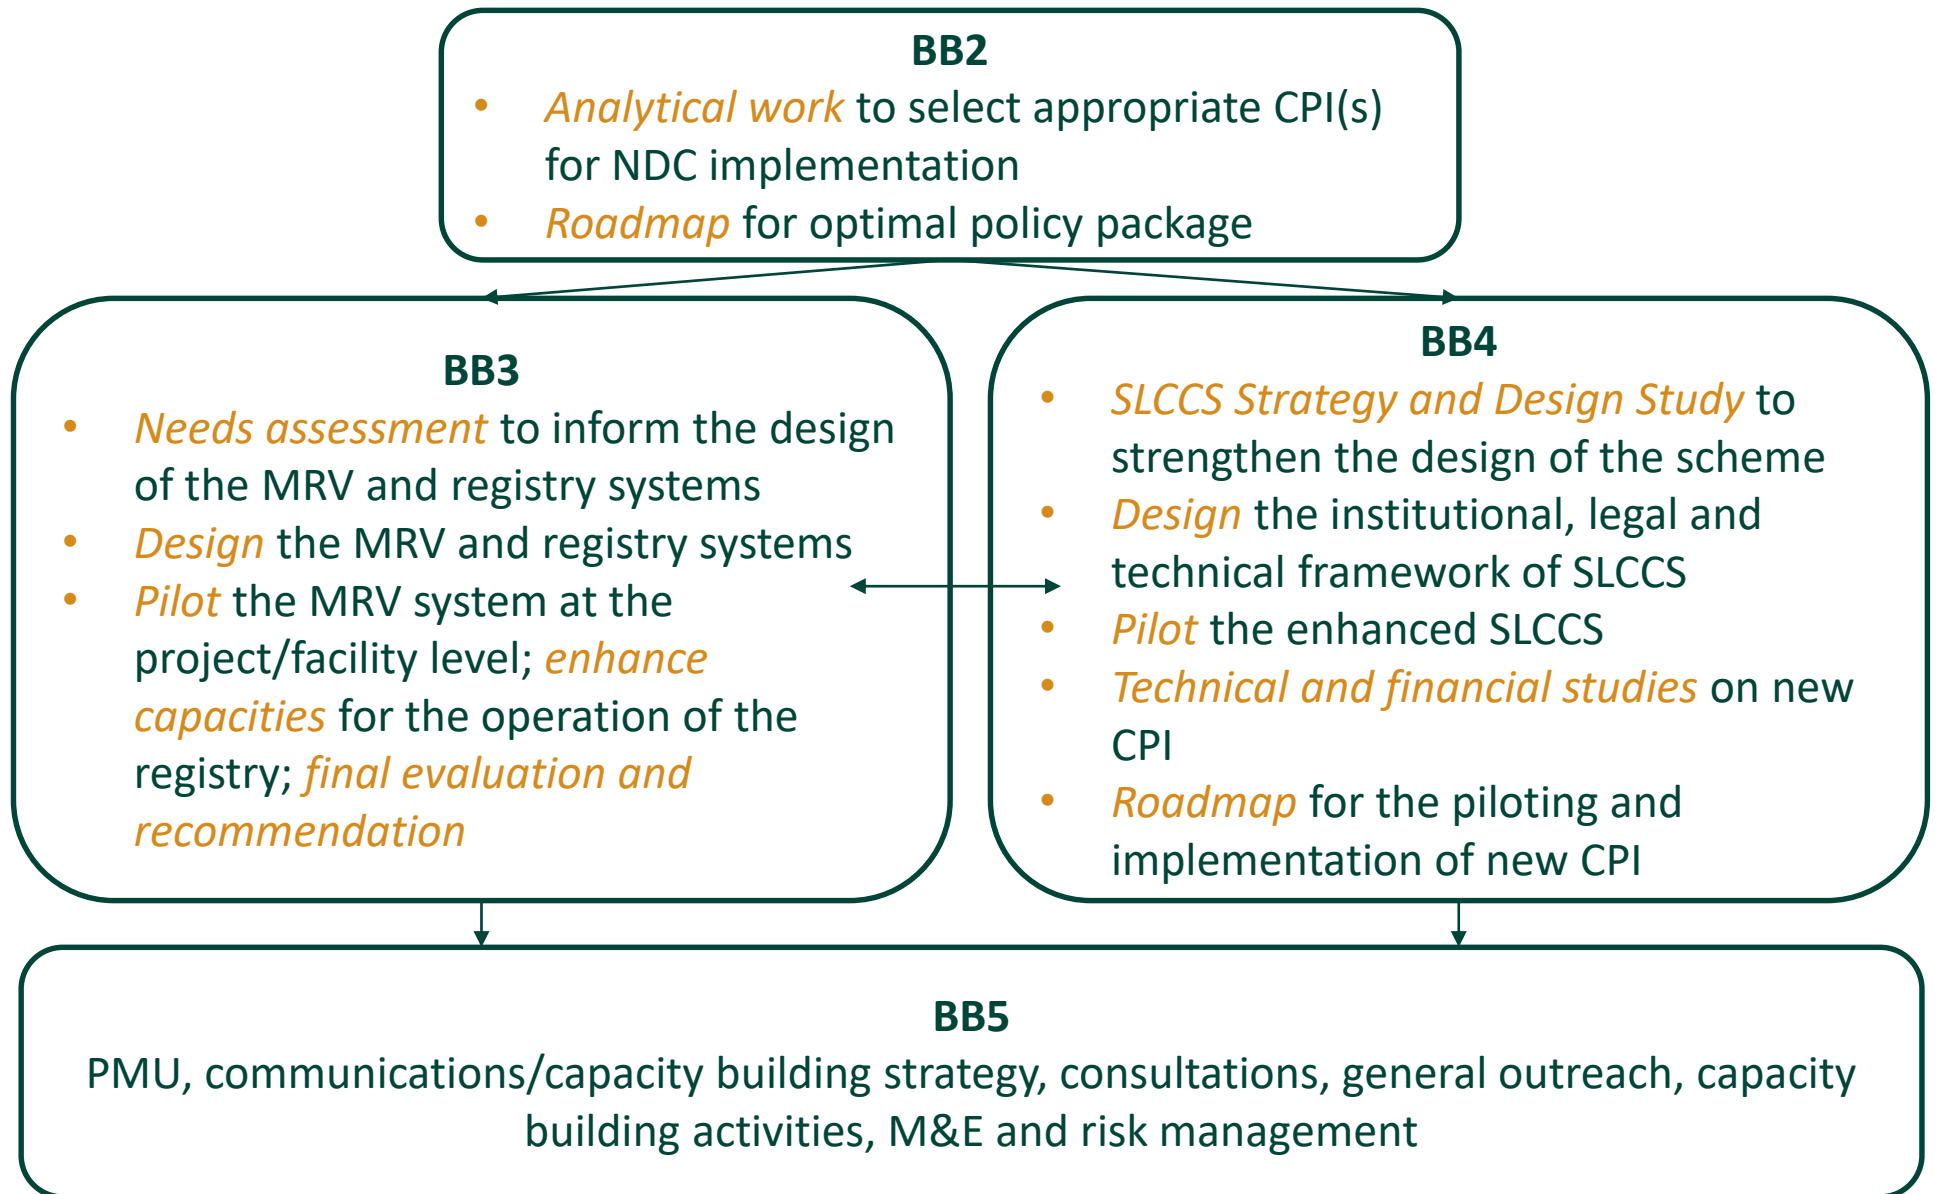 BB2
• Analytical work to select appropriate CPI(s)
for NDC implementation
• Roadmap for optimal policy package
BB3
• Needs assessment to inform the design
of the MRV and registry systems
• Design the MRV and registry systems
• Pilot the MRV system at the
project/facility level; enhance
capacities for the operation of the
registry; final evaluation and
recommendation
BB4
• SLCCS Strategy and Design Study to
strengthen the design of the scheme
• Design the institutional, legal and
technical framework of SLCCS
• Pilot the enhanced SLCCS
• Technical and financial studies on new
CPI
• Roadmap for the piloting and
implementation of new CPI
BB5
PMU, communications/capacity building strategy, consultations, general outreach, capacity
building activities, M&E and risk management